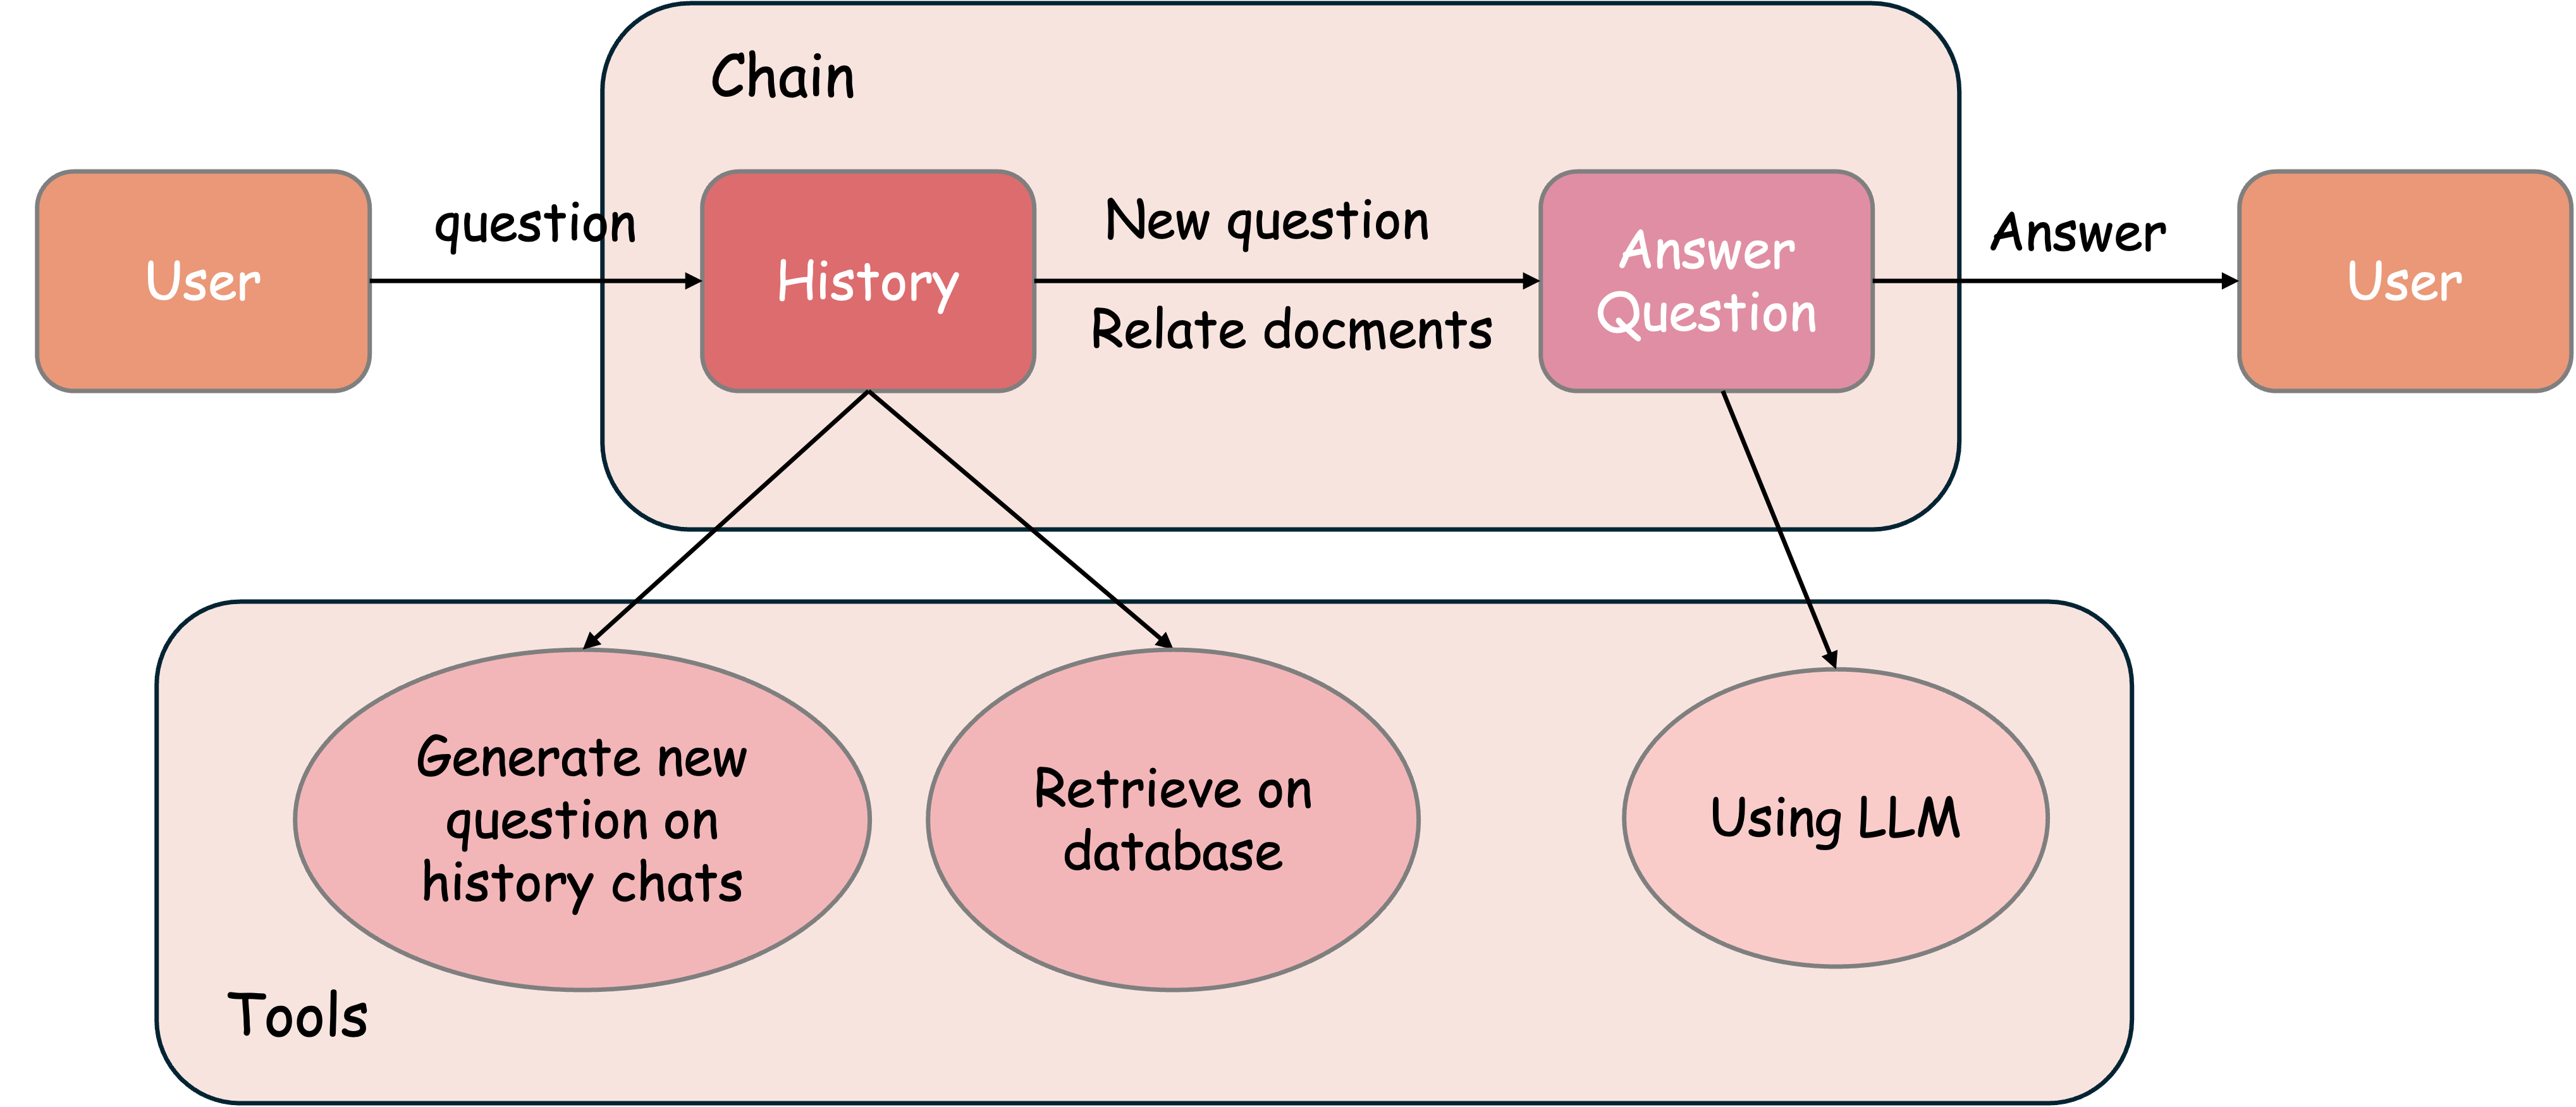 Chain
User
question
History
New question
Relate docments
Answer
Question
Answer
User
Generate new
question on
history chats
Retrieve on
database
Using LLM
Tools